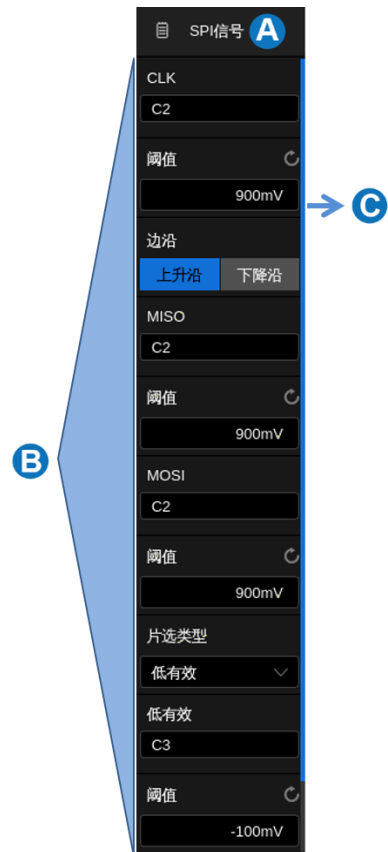 SPI信号 A
CLK
C2
阈值
900mV
C
边沿
上升沿 下降沿
MISO
C2
阈值
900mV
B
MOSI
C2
阈值
900mV
片选类型
低有效
低有效
C3
阈值
-100mV